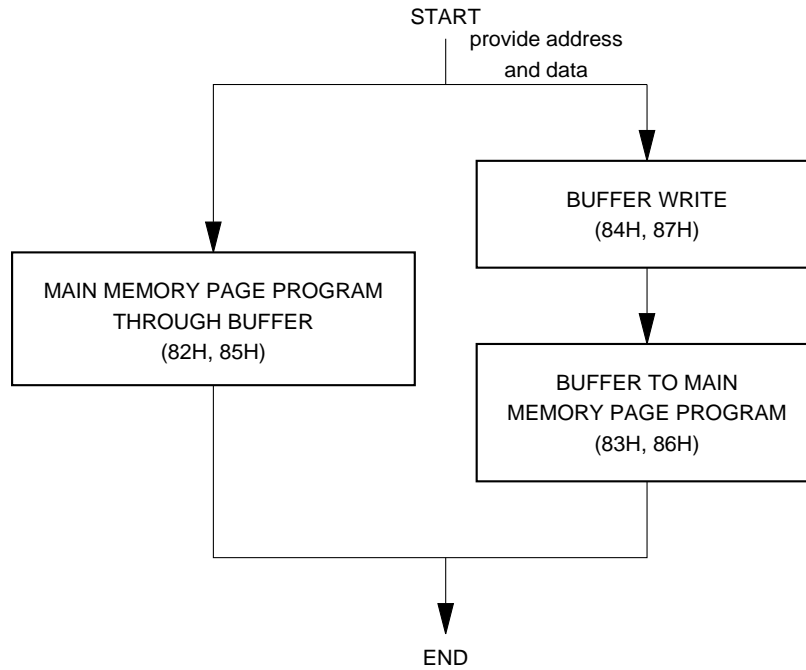 START
provide address
and data
BUFFER WRITE
(84H, 87H)
MAIN MEMORY PAGE PROGRAM
THROUGH BUFFER
(82H, 85H)
BUFFER TO MAIN
MEMORY PAGE PROGRAM
(83H, 86H)
END